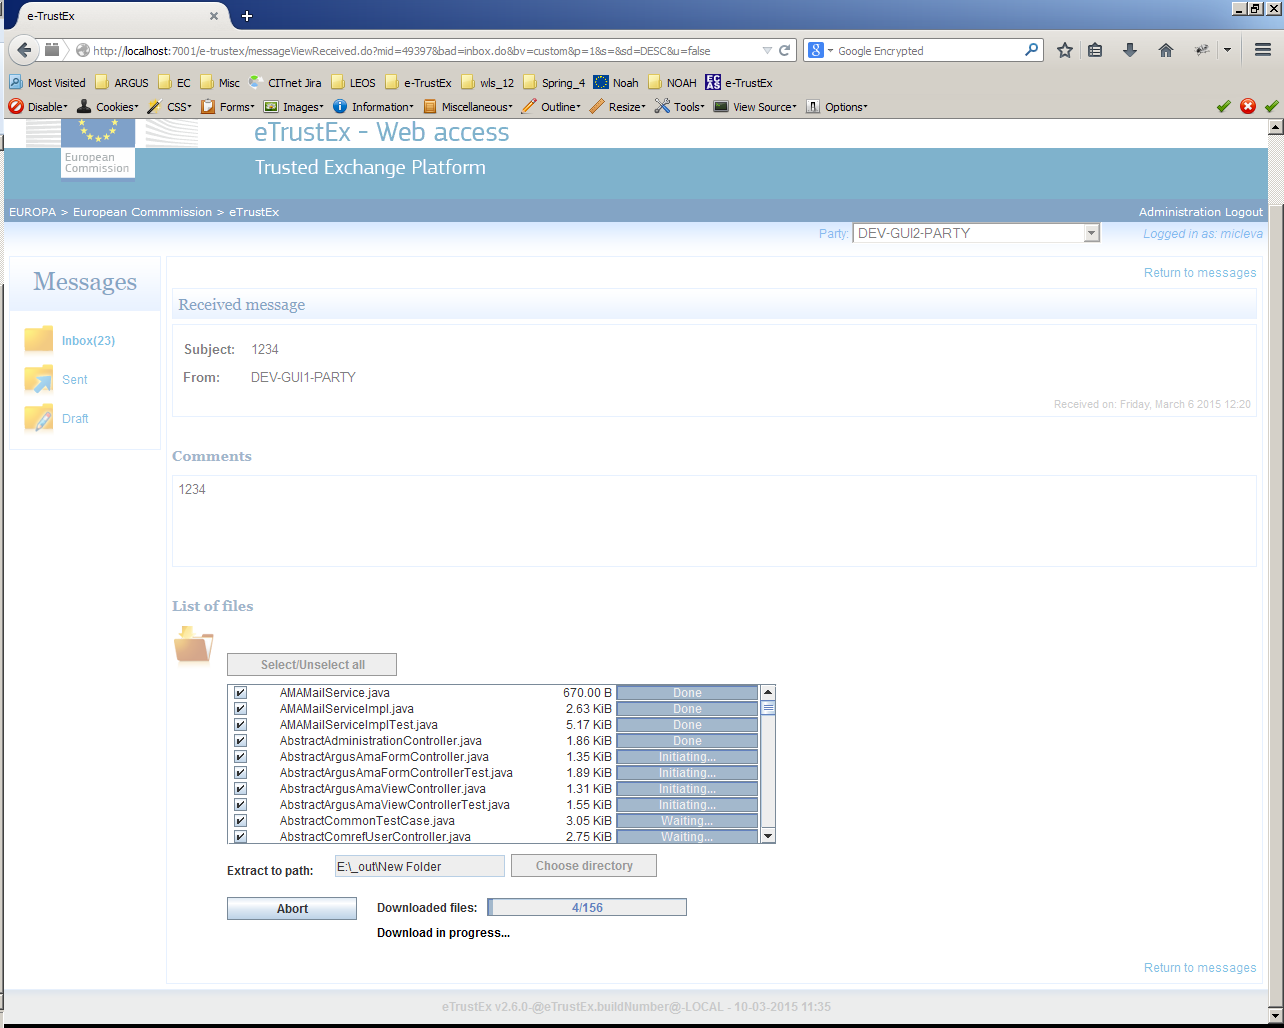 e-TrustEx
http://localhost:7001/e-trustex/messageViewReceived.do?mid=49397&bad=inbox.do&bv=custom&p=1&s=&sd=DESC&u=false
Google Encrypted
Most Visited ARGUS EC Misc CITnet Jira LEOS e-TrustEx wls_12 Spring_4 Noah NOAH e-TrustEx
Disable Cookies CSS Forms Images Information Miscellaneous Outline Resize Tools View Source Options
eTrustEx - Web access
European
Commission
Trusted Exchange Platform
EUROPA > European Commmission > eTrustEx Administration Logout
Party: DEV-GUI2-PARTY Logged in as: micleva
Messages
Inbox(23)
Sent
Draft
Return to messages
Received message
Subject: 1234
From: DEV-GUI1-PARTY
Received on: Friday, March 6 2015 12:20
Comments
1234
List of files
Select/Unselect all
AMAMailService.java 670.00 B Done
AMAMailServiceImpl.java 2.63 KiB Done
AMAMailServiceImplTest.java 5.17 KiB Done
AbstractAdministrationController.java 1.86 KiB Done
AbstractArgusAmaFormController.java 1.35 KiB Initiating...
AbstractArgusAmaFormControllerTest.java 1.89 KiB Initiating...
AbstractArgusAmaViewController.java 1.31 KiB Initiating...
AbstractArgusAmaViewControllerTest.java 1.55 KiB Initiating...
AbstractCommonTestCase.java 3.05 KiB Waiting...
AbstractComrefUserController.java 2.75 KiB Waiting...
Extract to path: E:\_out\New Folder Choose directory
Abort Downloaded files: 4/156
Download in progress...
Return to messages
eTrustEx v2.6.0-@eTrustEx.buildNumber@-LOCAL - 10-03-2015 11:35